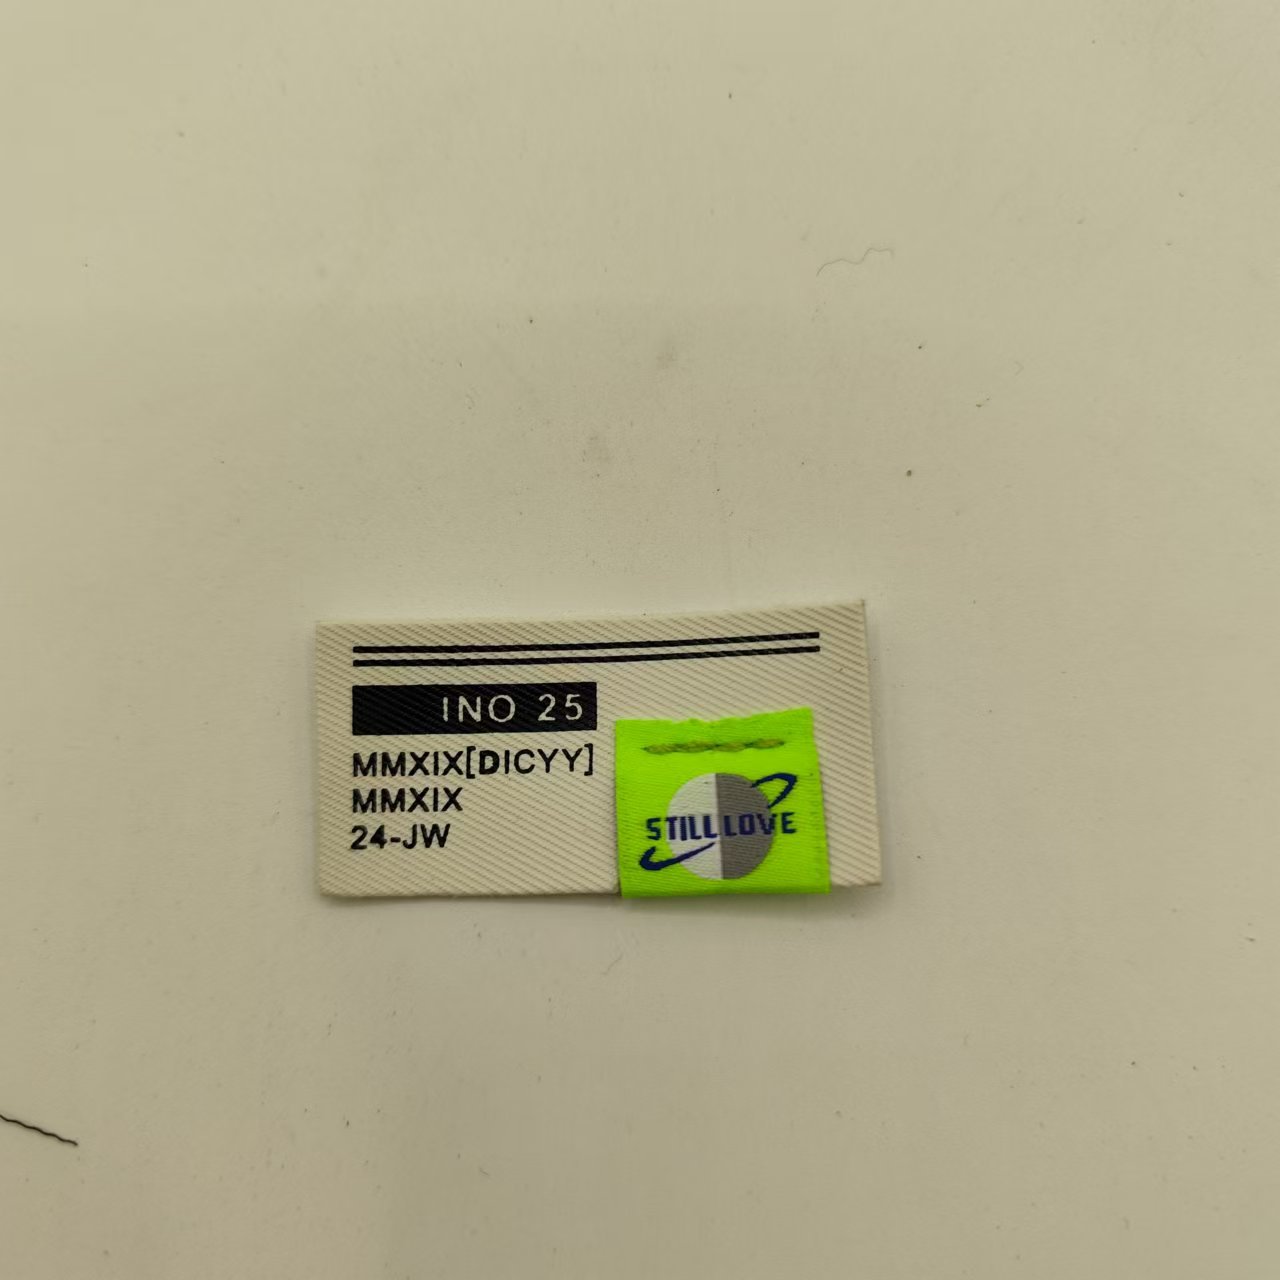 INO 25
MMXIX[DICYY]
MMXIX
24-JW
STILL LOVE